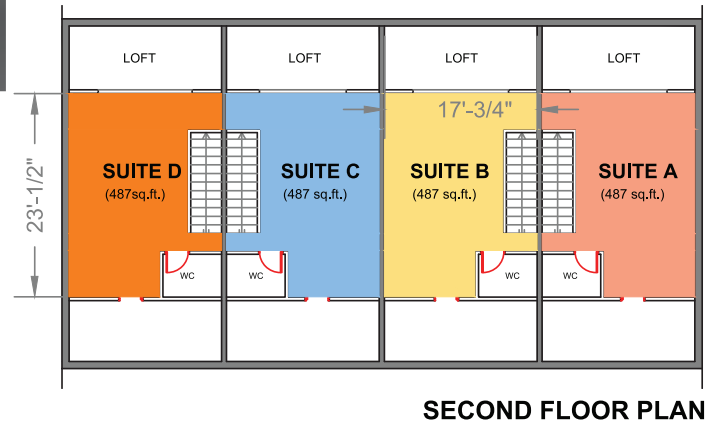 LOFT
LOFT
LOFT
LOFT
17'-3/4"
23'-1/2"
SUITE D
(487sq.ft.)
SUITE C
(487 sq.ft.)
SUITE B
(487 sq.ft.)
SUITE A
(487 sq.ft.)
WC
WC
WC
WC
SECOND FLOOR PLAN